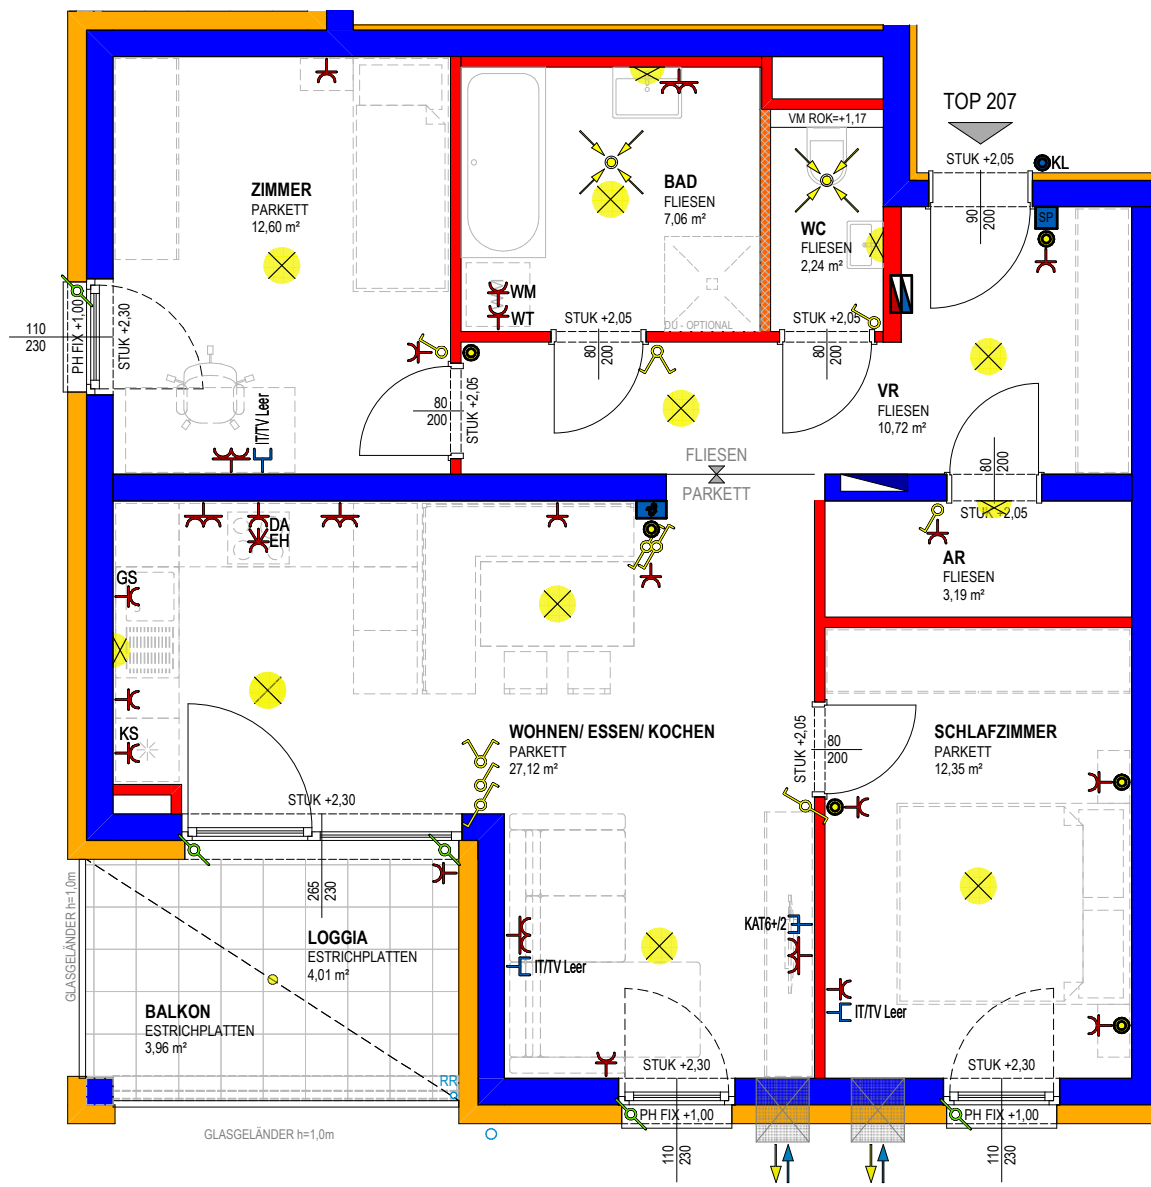 TOP 207
VM ROK=+1,17
STUK +2,05
KL
SP
ZIMMER
PARKETT
12,60 m²
BAD
FLIESEN
7,06 m²
WC
FLIESEN
2,24 m²
90
200
WM
WT
110
230
PH FIX +1,00
STUK +2,30
STUK +2,05
DU - OPTIONAL
STUK +2,05
80
200
80
200
80
200
STUK +2,05
VR
FLIESEN
10,72 m²
IT/TV Leer
FLIESEN
PARKETT
80
200
STUK +2,05
DA
EH
GS
AR
FLIESEN
3,19 m²
KS
WOHNEN/ ESSEN/ KOCHEN
PARKETT
27,12 m²
STUK +2,05
80
200
SCHLAFZIMMER
PARKETT
12,35 m²
STUK +2,30
265
230
GLASGELÄNDER h=1,0m
LOGGIA
ESTRICHPLATTEN
4,01 m²
KAT6+/2
IT/TV Leer
BALKON
ESTRICHPLATTEN
3,96 m²
IT/TV Leer
STUK +2,30
STUK +2,30
RR
PH FIX +1,00
PH FIX +1,00
GLASGELÄNDER h=1,0m
110
230
110
230